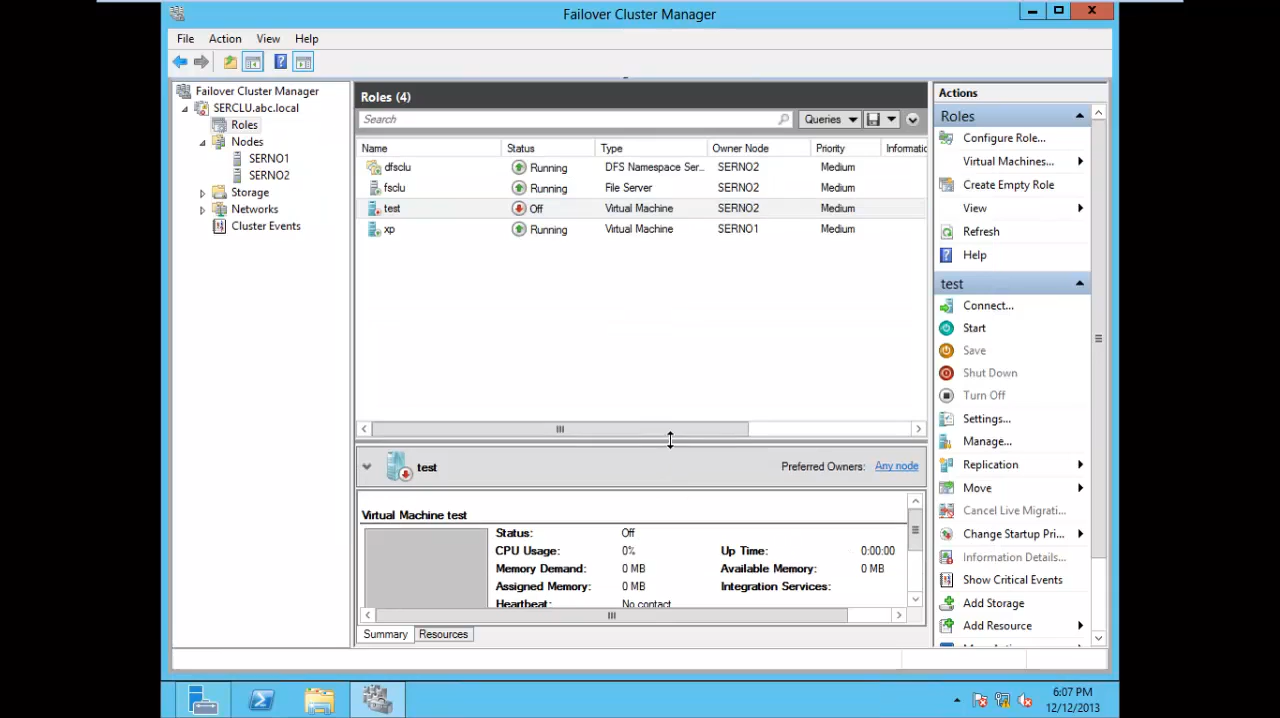 Failover Cluster Manager
File Action View Help
Failover Cluster Manager
SERCLU.abc.local
Roles
Nodes
SERNO1
SERNO2
Storage
Networks
Cluster Events
Roles (4)
Search
Queries
Name Status Type Owner Node Priority Informatic
dfsclu Running DFS Namespace Ser... SERNO2 Medium
fsclu Running File Server SERNO2 Medium
test Off Virtual Machine SERNO2 Medium
xp Running Virtual Machine SERNO1 Medium
test Preferred Owners: Any node
Virtual Machine test
Status: Off
CPU Usage: 0% Up Time: 0:00:00
Memory Demand: 0 MB Available Memory: 0 MB
Assigned Memory: 0 MB Integration Services:
Heartbeat: No contact
Summary Resources
Actions
Roles
Configure Role...
Virtual Machines...
Create Empty Role
View
Refresh
Help
test
Connect...
Start
Save
Shut Down
Turn Off
Settings...
Manage...
Replication
Move
Cancel Live Migrati...
Change Startup Pri...
Information Details...
Show Critical Events
Add Storage
Add Resource
6:07 PM
12/12/2013